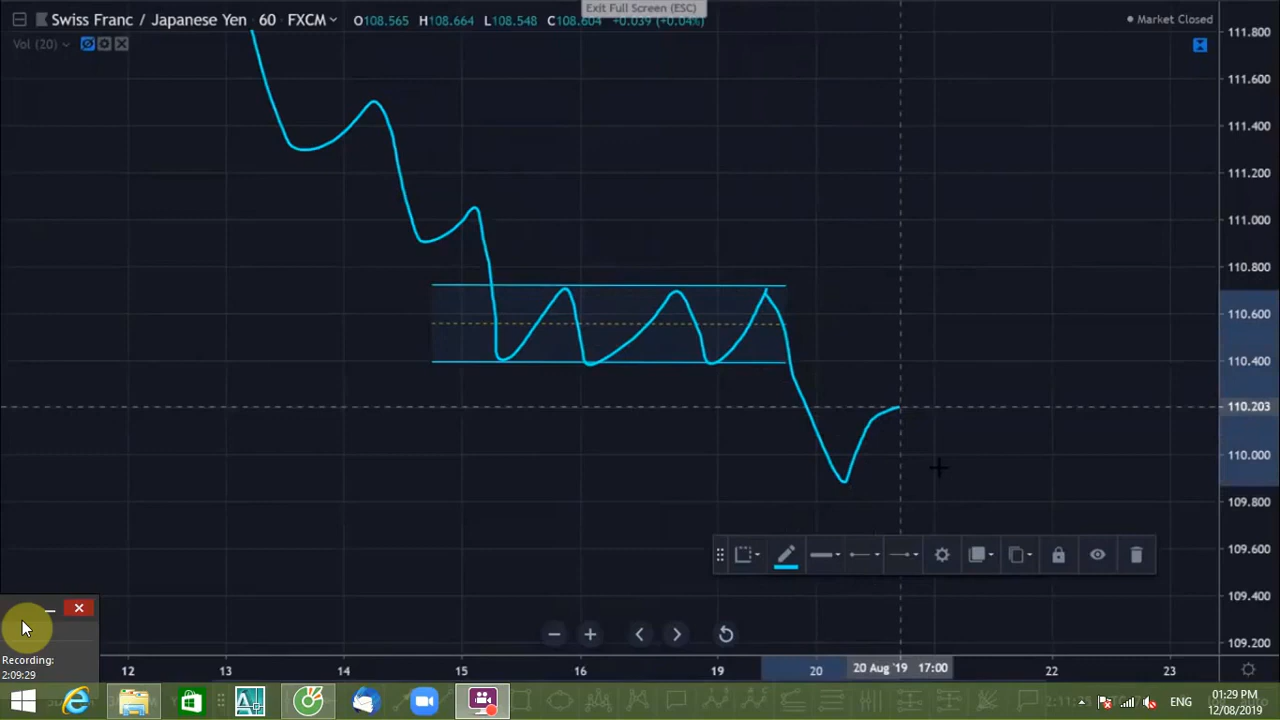 Exit Full Screen (ESC)
Swiss Franc / Japanese Yen 60 FXCM O108.565 H108.664 L108.548 C108.604 +0.039 (+0.04%)
Market Closed
Vol (20)
111.800
111.600
111.400
111.200
111.000
110.800
110.600
110.400
110.203
110.000
109.800
109.600
109.400
109.200
Recording:
2:09:29
12 13 14 15 16 19 20 20 Aug '19 17:00 22 23
ENG
01:29 PM
12/08/2019